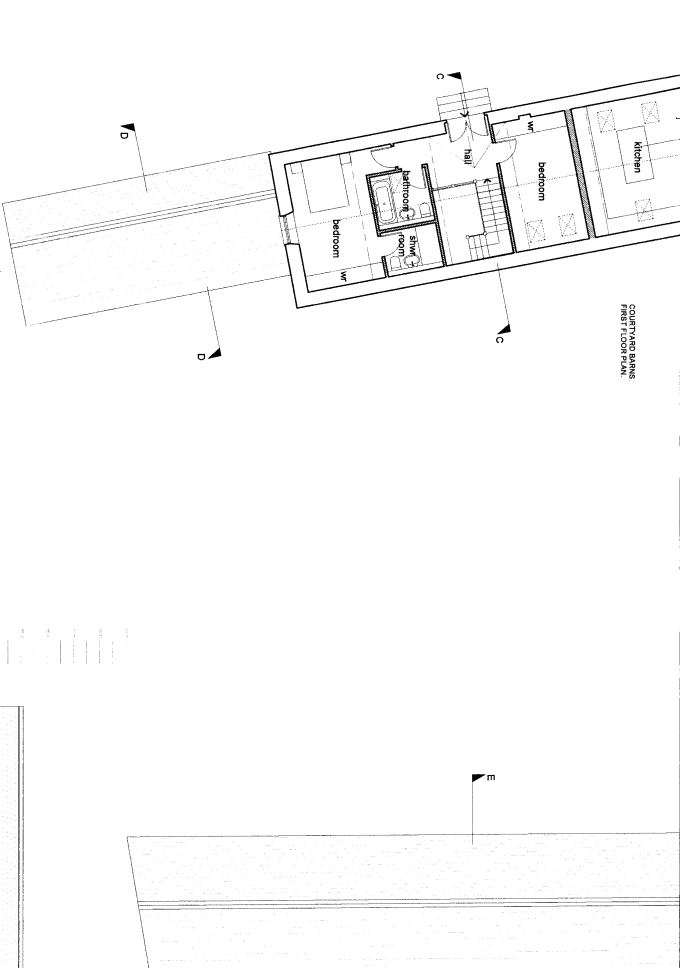 COURTYARD BARNS
FIRST FLOOR PLAN.
kitchen
bedroom
wr
hall
bathroom
shwr
room
bedroom
wr
C
C
D
D
E